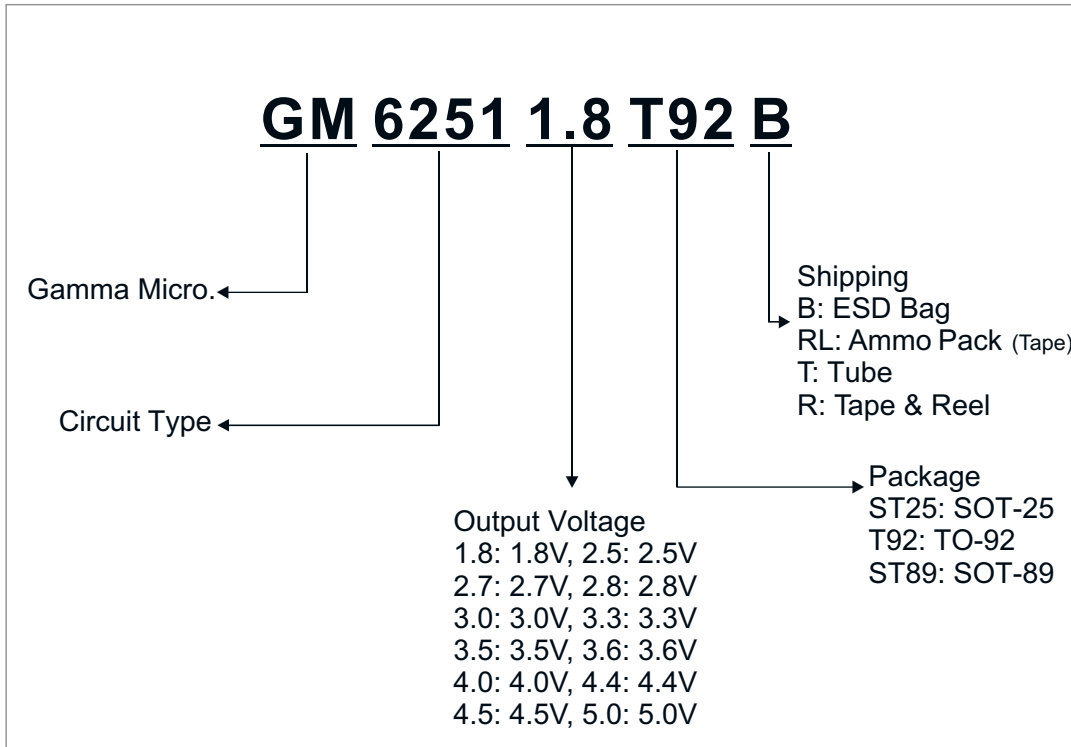 GM 6251 1.8 T92 B
Gamma Micro.
Circuit Type
Output Voltage
1.8: 1.8V, 2.5: 2.5V
2.7: 2.7V, 2.8: 2.8V
3.0: 3.0V, 3.3: 3.3V
3.5: 3.5V, 3.6: 3.6V
4.0: 4.0V, 4.4: 4.4V
4.5: 4.5V, 5.0: 5.0V
Shipping
B: ESD Bag
RL: Ammo Pack (Tape)
T: Tube
R: Tape & Reel
Package
ST25: SOT-25
T92: TO-92
ST89: SOT-89